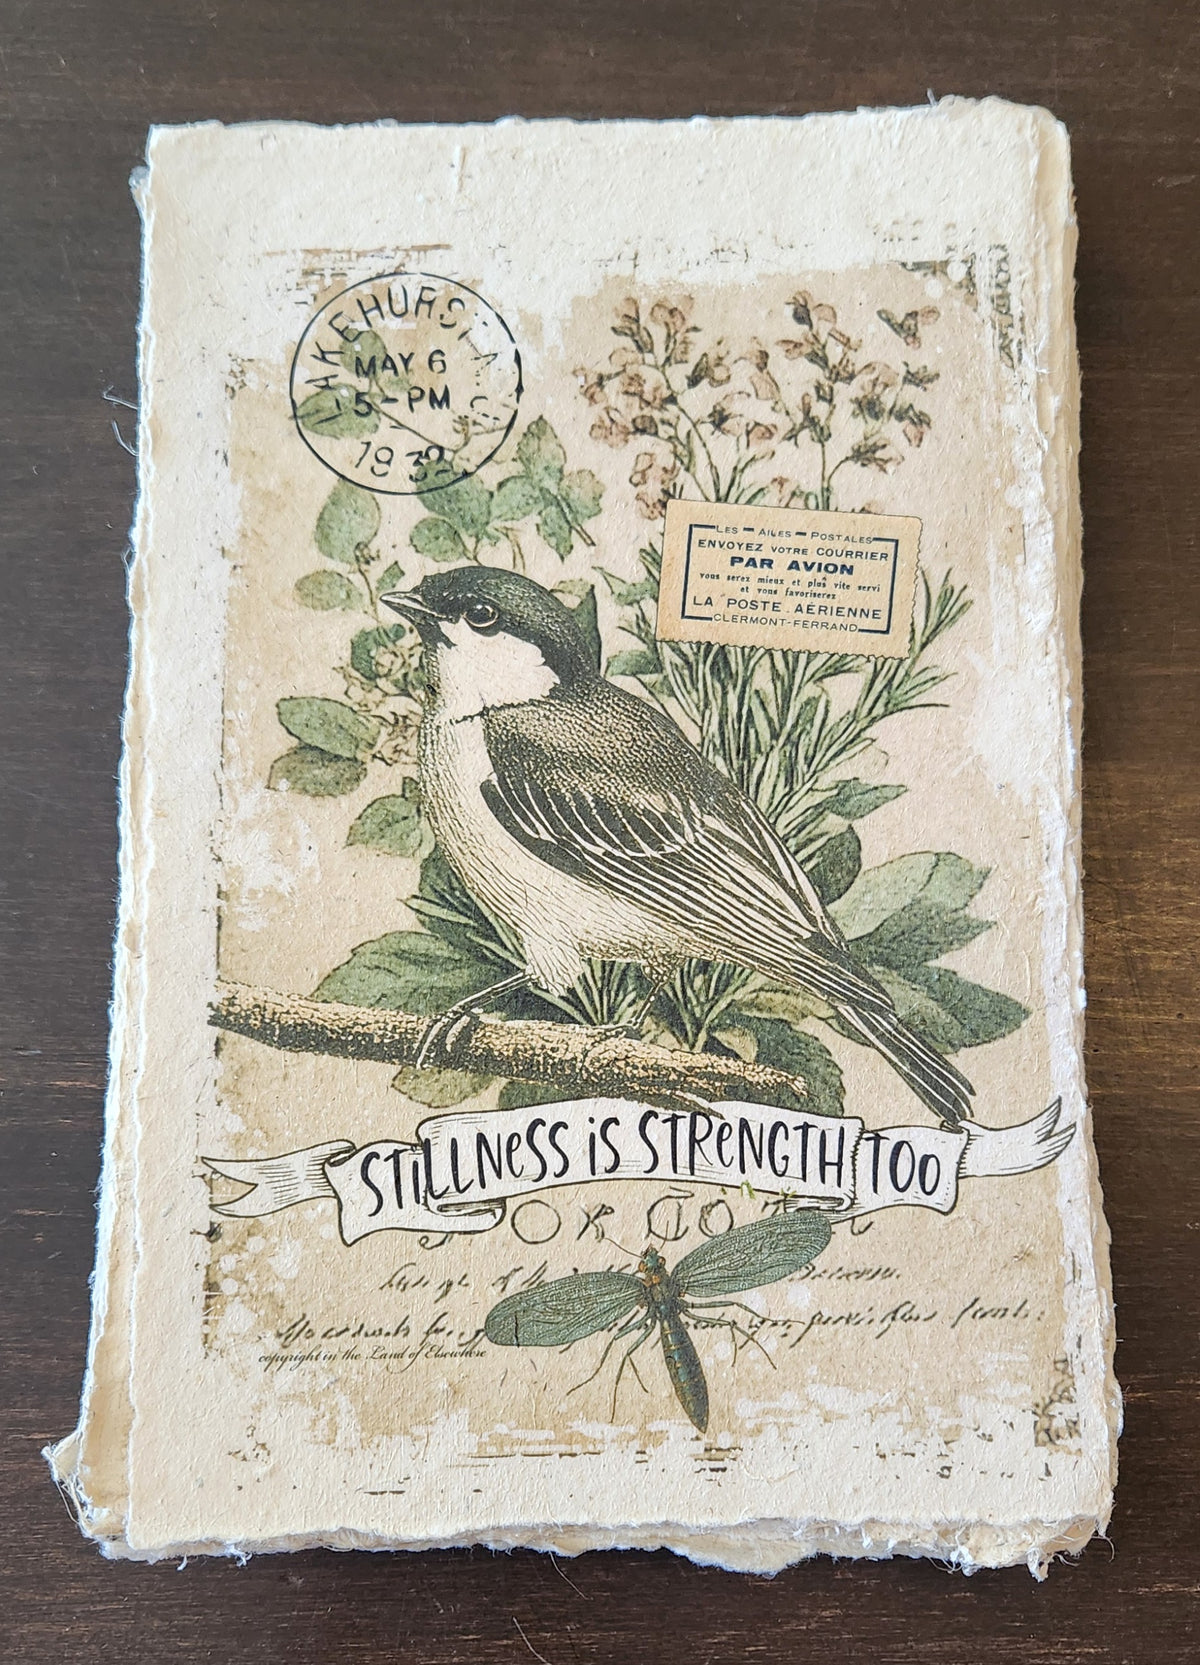 LAKEHURST
MAY 6
5-PM
1932
LES AILES POSTALES
ENVOYEZ VOTRE COURRIER
PAR AVION
vous serez mieux et plus vite servi
et vous favoriserez
LA POSTE AÉRIENNE
CLERMONT-FERRAND
STiLLNeSS iS STReNGTH TOO
copyright in the Land of Elsewhere